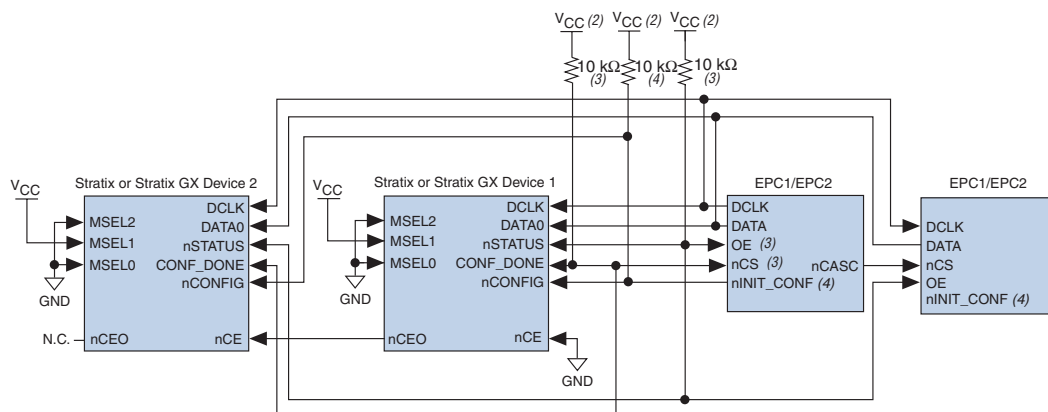 VCC (2) VCC (2) VCC (2)
10 kΩ 10 kΩ 10 kΩ
(3) (4) (3)
Stratix or Stratix GX Device 2
VCC
MSEL2
MSEL1
MSEL0
GND
DCLK
DATA0
nSTATUS
CONF_DONE
nCONFIG
N.C.
nCEO
nCE
Stratix or Stratix GX Device 1
VCC
MSEL2
MSEL1
MSEL0
GND
DCLK
DATA0
nSTATUS
CONF_DONE
nCONFIG
nCEO
nCE
GND
EPC1/EPC2
DCLK
DATA
OE (3)
nCS (3)
nCASC
nINIT_CONF (4)
EPC1/EPC2
DCLK
DATA
nCS
OE
nINIT_CONF (4)